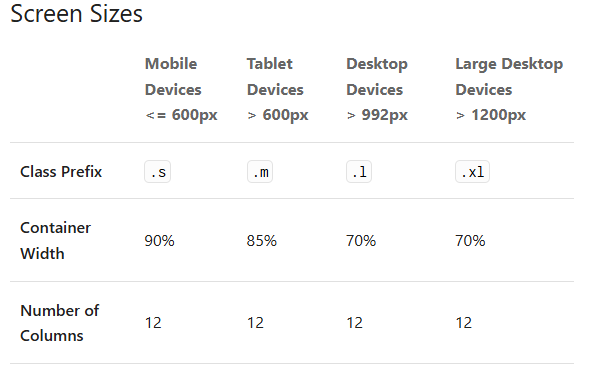 Screen Sizes
Mobile Devices <= 600px
Tablet Devices > 600px
Desktop Devices > 992px
Large Desktop Devices > 1200px
Class Prefix .s .m .l .xl
Container Width 90% 85% 70% 70%
Number of Columns 12 12 12 12